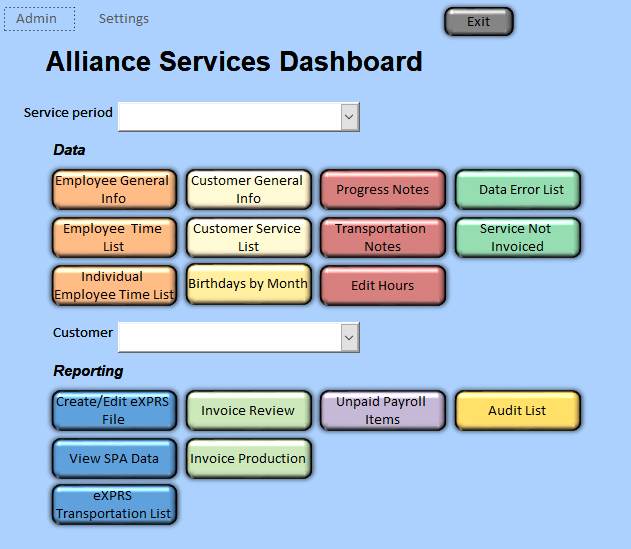 Admin
Settings
Exit
Alliance Services Dashboard
Service period
Data
Employee General
Info
Customer General
Info
Progress Notes
Data Error List
Employee Time
List
Customer Service
List
Transportation
Notes
Service Not
Invoiced
Individual
Employee Time List
Birthdays by Month
Edit Hours
Customer
Reporting
Create/Edit eXPRS
File
Invoice Review
Unpaid Payroll
Items
Audit List
View SPA Data
Invoice Production
eXPRS
Transportation List